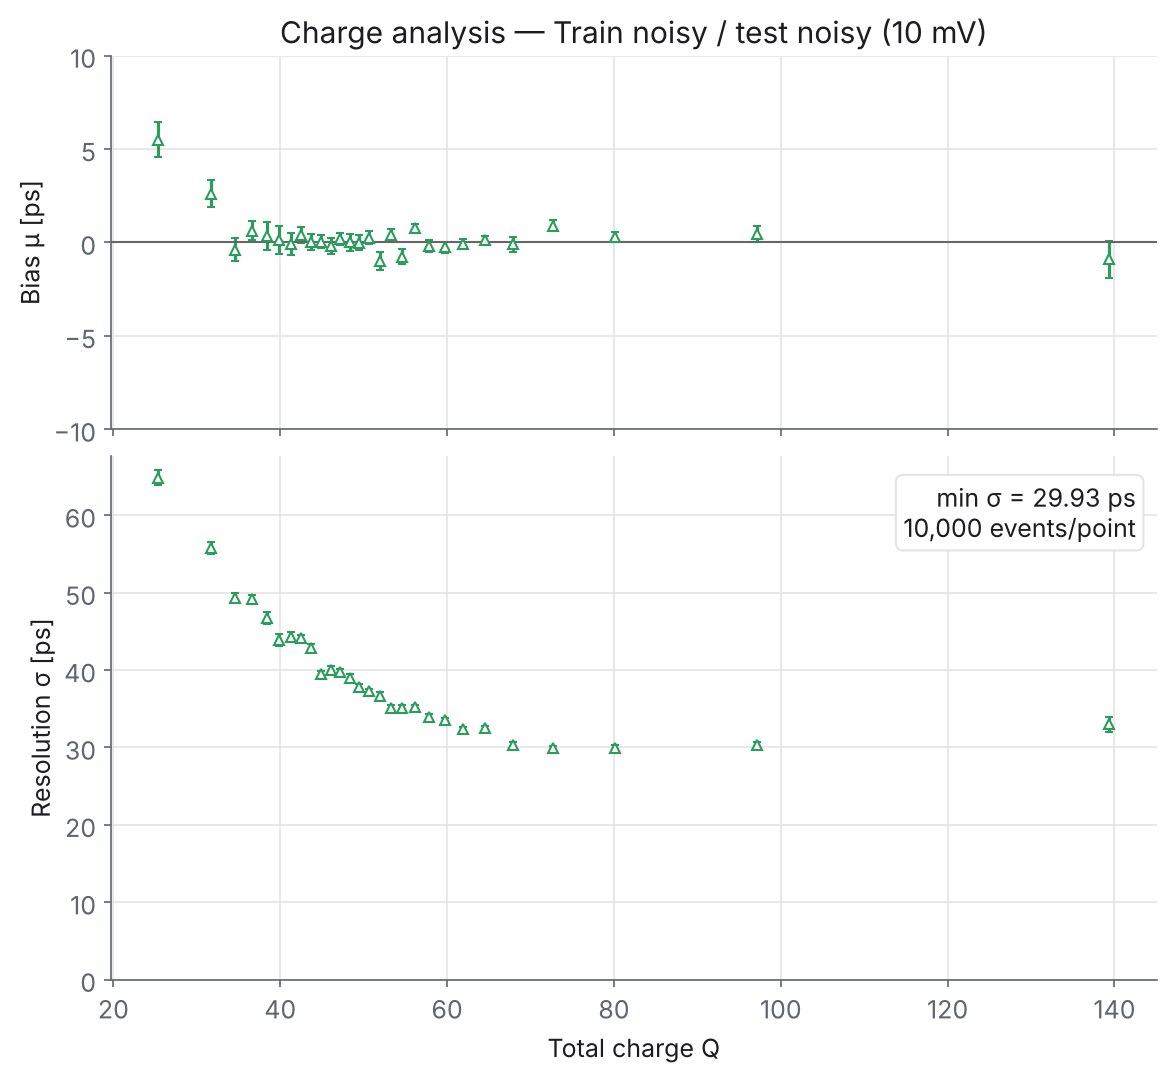 Charge analysis — Train noisy / test noisy (10 mV)
10
5
0
−5
−10
Bias μ [ps]
min σ = 29.93 ps
10,000 events/point
60
50
40
30
20
10
0
Resolution σ [ps]
20 40 60 80 100 120 140
Total charge Q